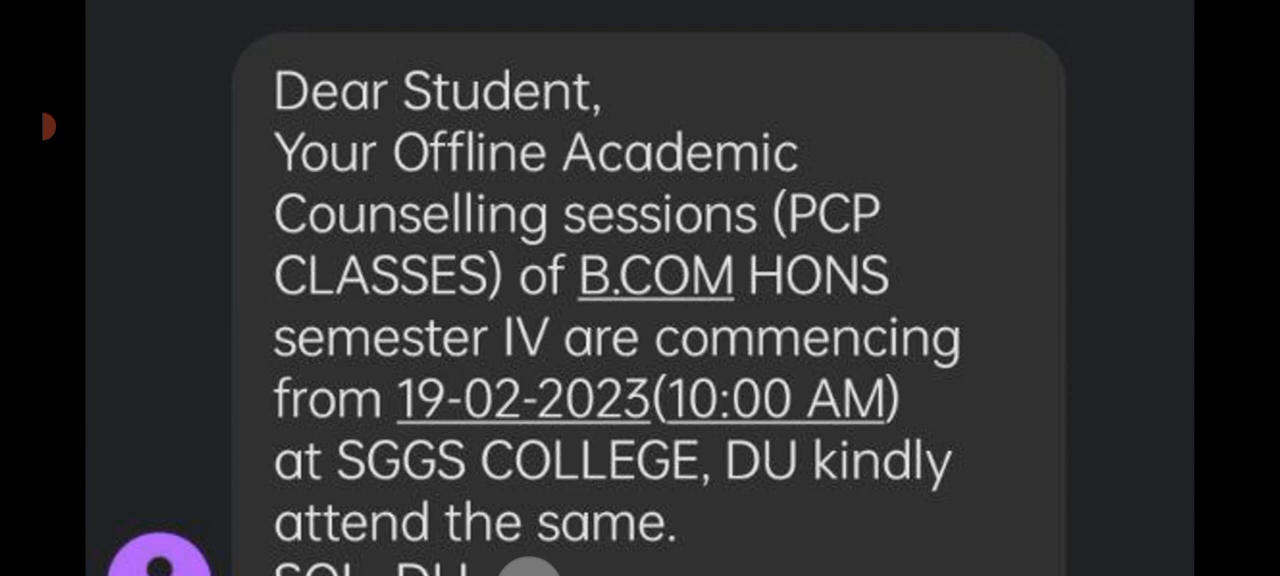 Dear Student,
Your Offline Academic
Counselling sessions (PCP
CLASSES) of B.COM HONS
semester IV are commencing
from 19-02-2023(10:00 AM)
at SGGS COLLEGE, DU kindly
attend the same.